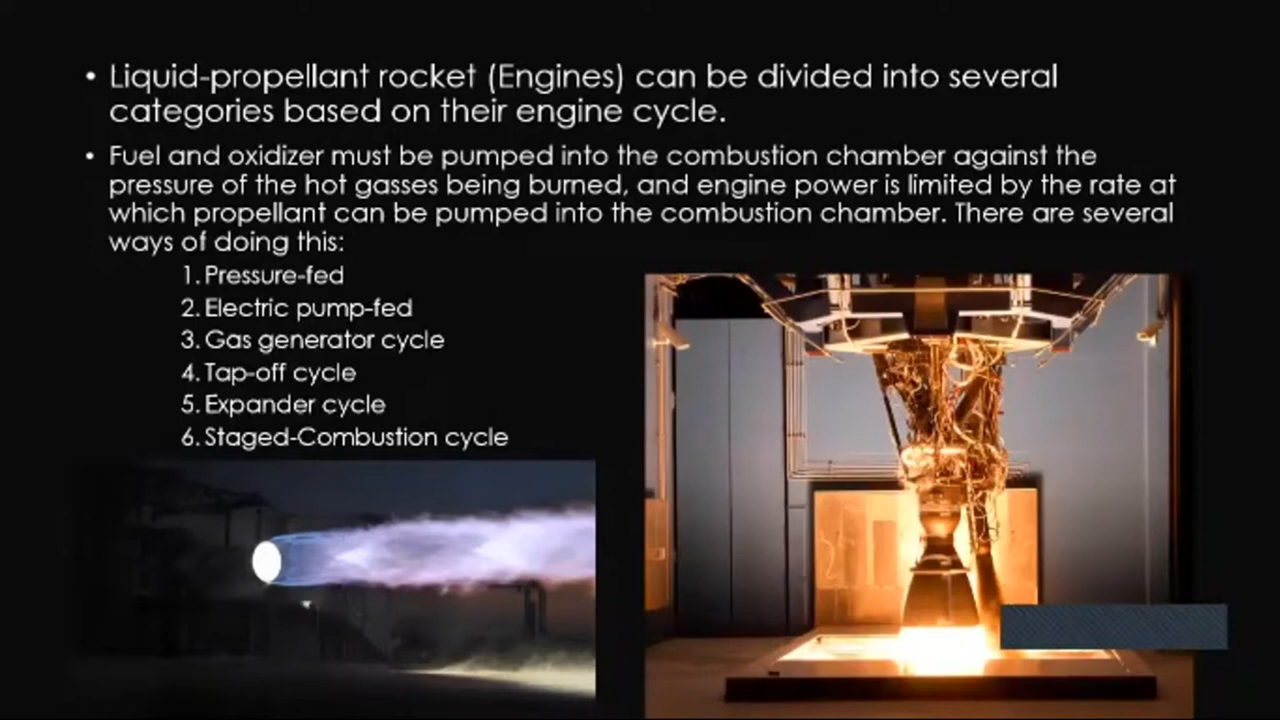 • Liquid-propellant rocket (Engines) can be divided into several
categories based on their engine cycle.
• Fuel and oxidizer must be pumped into the combustion chamber against the
pressure of the hot gasses being burned, and engine power is limited by the rate at
which propellant can be pumped into the combustion chamber. There are several
ways of doing this:
1. Pressure-fed
2. Electric pump-fed
3. Gas generator cycle
4. Tap-off cycle
5. Expander cycle
6. Staged-Combustion cycle